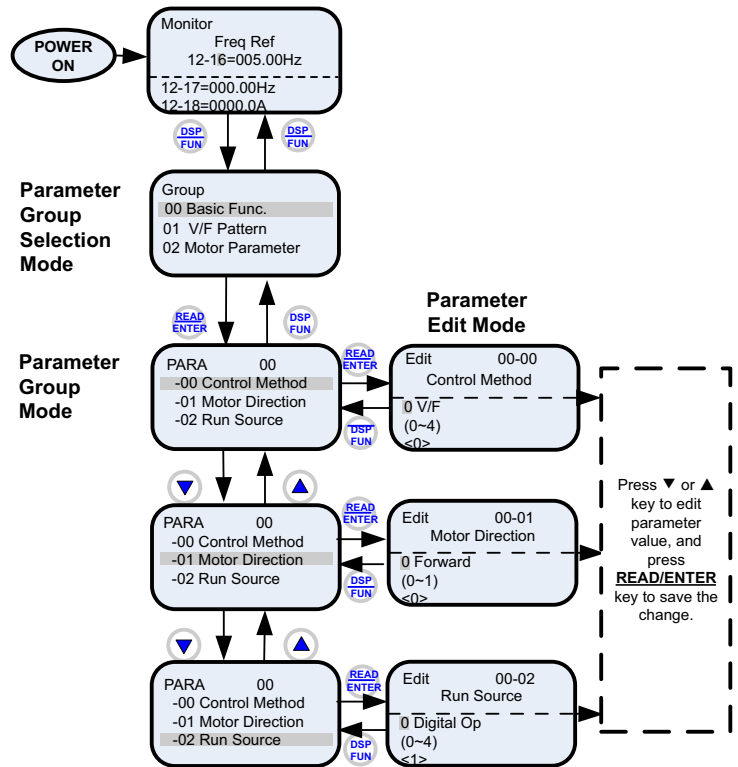 POWER
ON
Monitor
Freq Ref
12-16=005.00Hz
12-17=000.00Hz
12-18=0000.0A
DSP
FUN
DSP
FUN
Parameter
Group
Selection
Mode
Group
00 Basic Func.
01 V/F Pattern
02 Motor Parameter
READ
ENTER
DSP
FUN
Parameter
Edit Mode
Parameter
Group
Mode
PARA 00
-00 Control Method
-01 Motor Direction
-02 Run Source
READ
ENTER
DSP
FUN
Edit 00-00
Control Method
0 V/F
(0~4)
<0>
▼
▲
PARA 00
-00 Control Method
-01 Motor Direction
-02 Run Source
READ
ENTER
DSP
FUN
Edit 00-01
Motor Direction
0 Forward
(0~1)
<0>
▼
▲
PARA 00
-00 Control Method
-01 Motor Direction
-02 Run Source
READ
ENTER
DSP
FUN
Edit 00-02
Run Source
0 Digital Op
(0~4)
<1>
Press ▼ or ▲
key to edit
parameter
value, and
press
READ/ENTER
key to save the
change.